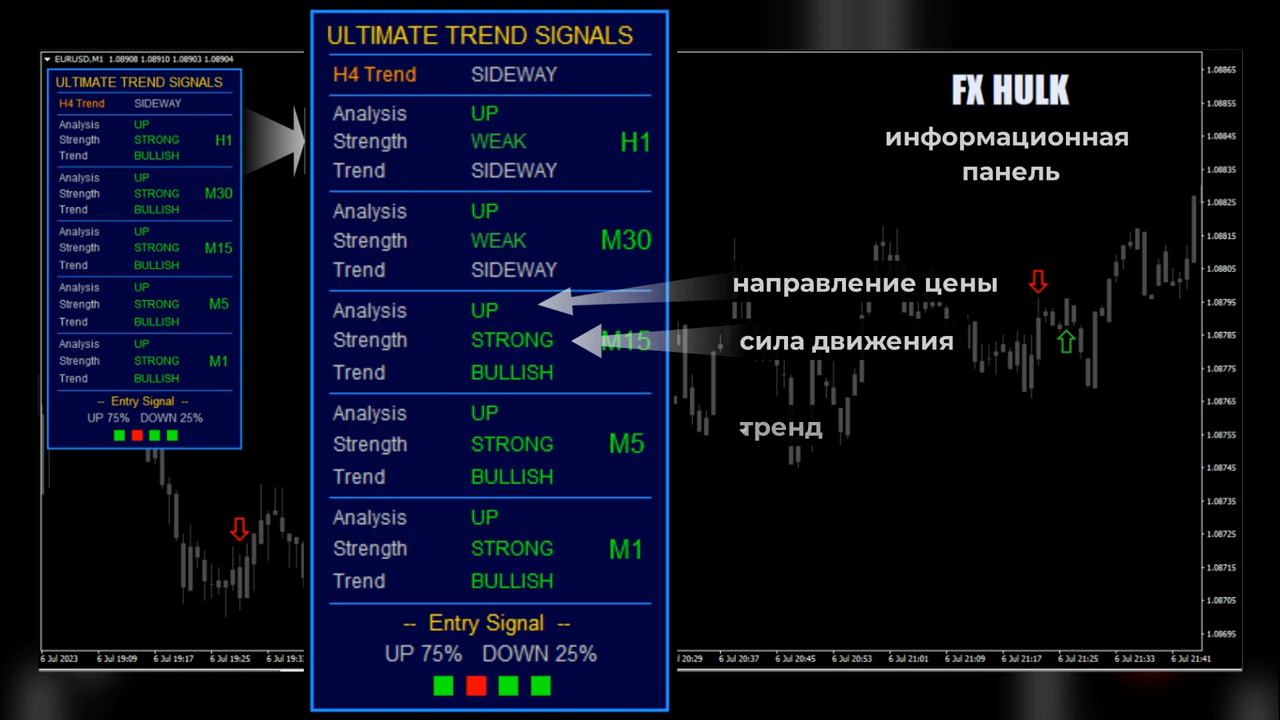 EURUSD,M1 1.08908 1.08910 1.08903 1.08904
ULTIMATE TREND SIGNALS
H4 Trend SIDEWAY
Analysis UP
Strength STRONG H1
Trend BULLISH
Analysis UP
Strength STRONG M30
Trend BULLISH
Analysis UP
Strength STRONG M15
Trend BULLISH
Analysis UP
Strength STRONG M5
Trend BULLISH
Analysis UP
Strength STRONG M1
Trend BULLISH
-- Entry Signal --
UP 75% DOWN 25%
ULTIMATE TREND SIGNALS
H4 Trend SIDEWAY
Analysis UP
Strength WEAK H1
Trend SIDEWAY
Analysis UP
Strength WEAK M30
Trend SIDEWAY
Analysis UP
Strength STRONG M15
Trend BULLISH
Analysis UP
Strength STRONG M5
Trend BULLISH
Analysis UP
Strength STRONG M1
Trend BULLISH
-- Entry Signal --
UP 75% DOWN 25%
FX HULK
информационная
панель
направление цены
сила движения
тренд
1.08865
1.08855
1.08845
1.08835
1.08825
1.08815
1.08805
1.08795
1.08785
1.08775
1.08765
1.08755
1.08745
1.08735
1.08725
1.08715
1.08705
1.08695
6 Jul 2023 6 Jul 19:09 6 Jul 19:17 6 Jul 19:25 6 Jul 19:33 20:29 6 Jul 20:37 6 Jul 20:45 6 Jul 20:53 6 Jul 21:01 6 Jul 21:09 6 Jul 21:17 6 Jul 21:25 6 Jul 21:33 6 Jul 21:41